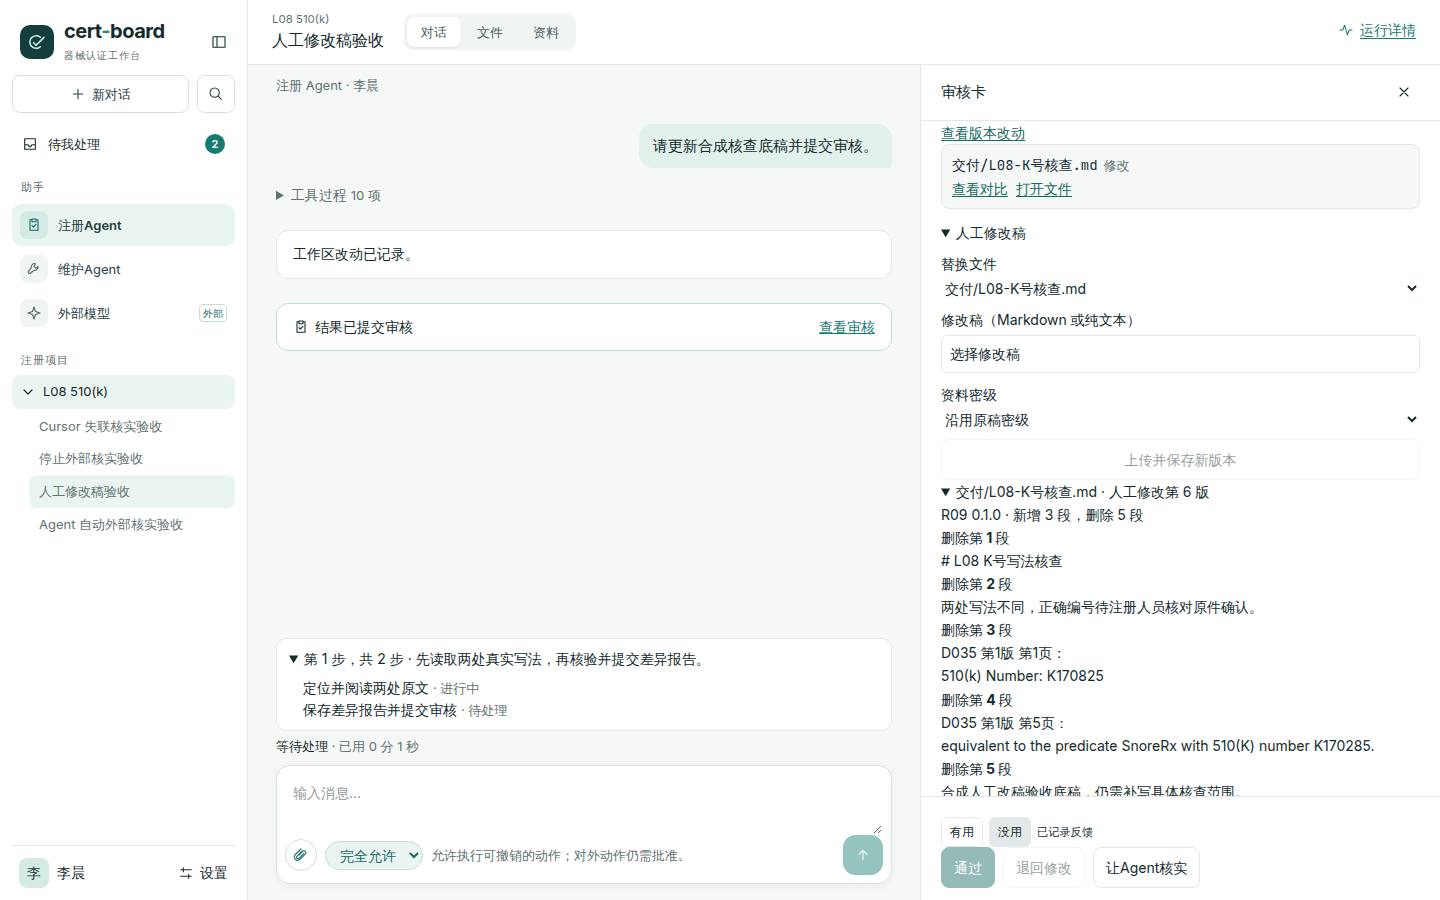 cert-board
器械认证工作台
新对话
待我处理
2
助手
注册Agent
维护Agent
外部模型
外部
注册项目
L08 510(k)
Cursor 失联核实验收
停止外部核实验收
人工修改稿验收
Agent 自动外部核实验收
李
李晨
设置
L08 510(k)
人工修改稿验收
对话
文件
资料
运行详情
注册 Agent · 李晨
请更新合成核查底稿并提交审核。
工具过程 10 项
工作区改动已记录。
结果已提交审核
查看审核
第 1 步，共 2 步 · 先读取两处真实写法，再核验并提交差异报告。
定位并阅读两处原文 · 进行中
保存差异报告并提交审核 · 待处理
等待处理 · 已用 0 分 1 秒
输入消息...
完全允许
允许执行可撤销的动作；对外动作仍需批准。
审核卡
查看版本改动
交付/L08-K号核查.md 修改
查看对比 打开文件
人工修改稿
替换文件
交付/L08-K号核查.md
修改稿（Markdown 或纯文本）
选择修改稿
资料密级
沿用原稿密级
上传并保存新版本
交付/L08-K号核查.md · 人工修改第 6 版
R09 0.1.0 · 新增 3 段，删除 5 段
删除第 1 段
# L08 K号写法核查
删除第 2 段
两处写法不同，正确编号待注册人员核对原件确认。
删除第 3 段
D035 第1版 第1页：
510(k) Number: K170825
删除第 4 段
D035 第1版 第5页：
equivalent to the predicate SnoreRx with 510(K) number K170285.
删除第 5 段
合成人工改稿验收底稿，仍需补写具体核查范围。
有用
没用
已记录反馈
通过
退回修改
让Agent核实